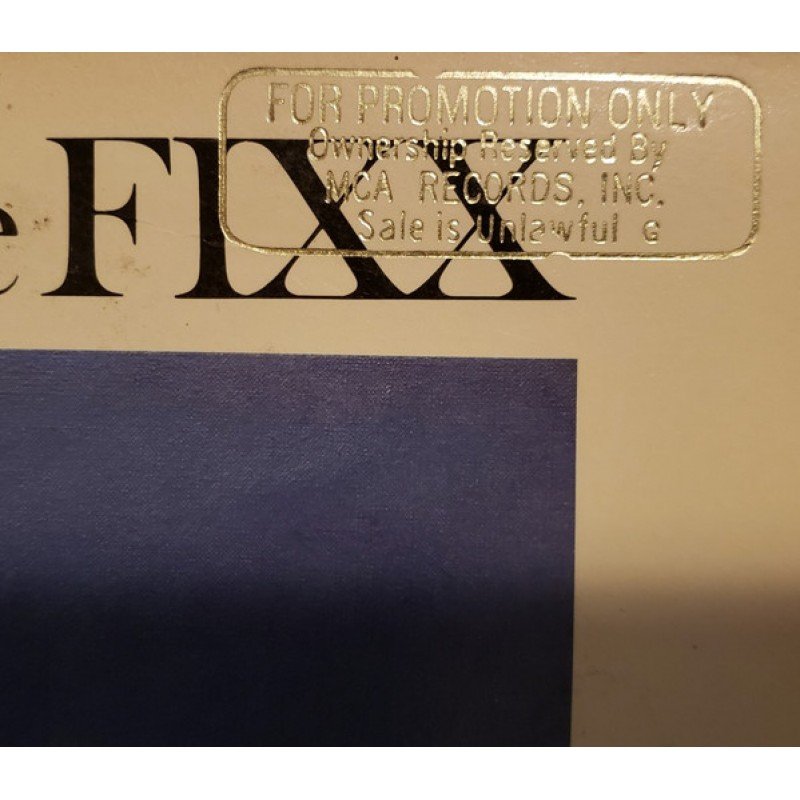 e FIXX
FOR PROMOTION ONLY
Ownership Reserved By
MCA RECORDS, INC.
Sale is Unlawful G